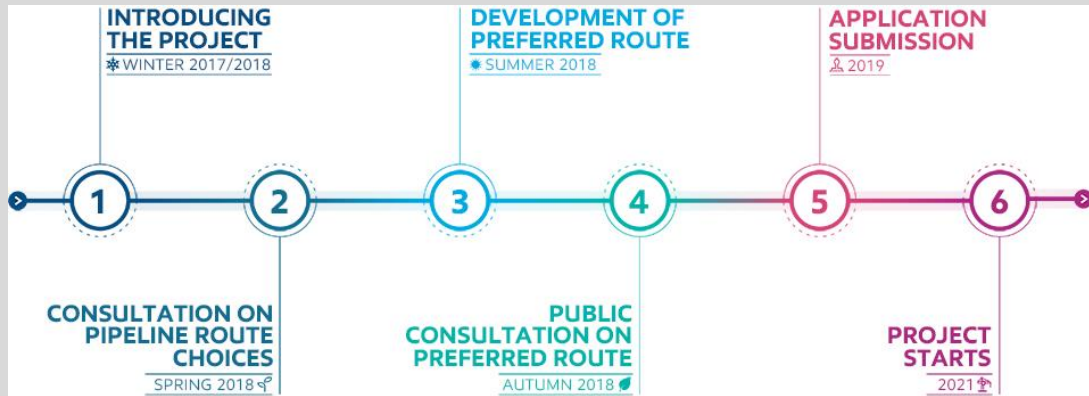 INTRODUCING
THE PROJECT
WINTER 2017/2018
DEVELOPMENT OF
PREFERRED ROUTE
SUMMER 2018
APPLICATION
SUBMISSION
2019
1
2
3
4
5
6
CONSULTATION ON
PIPELINE ROUTE
CHOICES
SPRING 2018
PUBLIC
CONSULTATION ON
PREFERRED ROUTE
AUTUMN 2018
PROJECT
STARTS
2021